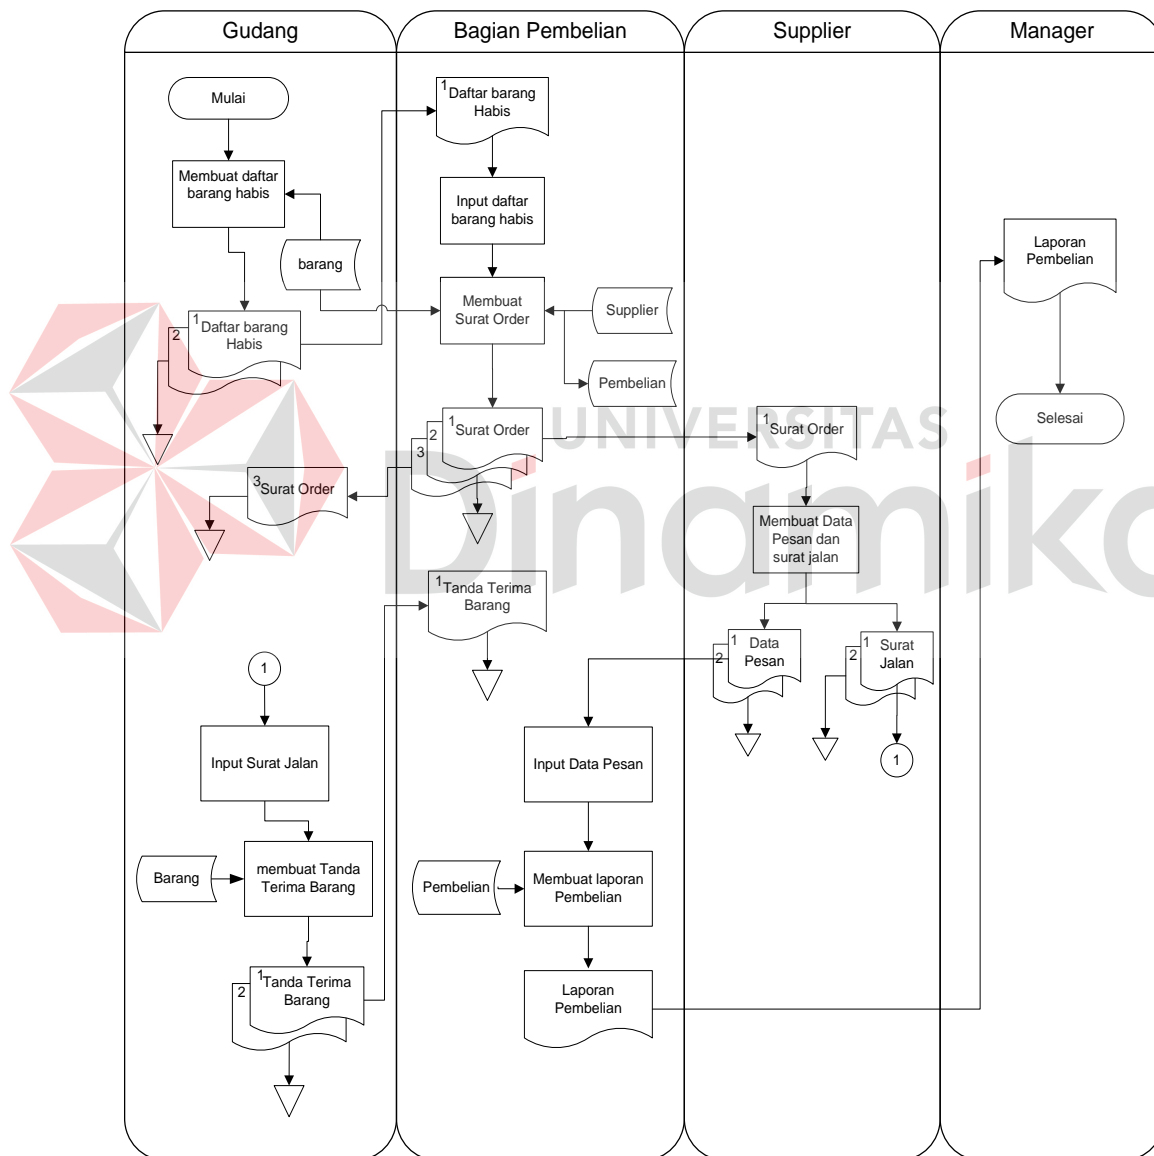 Gudang
Bagian Pembelian
Supplier
Manager
Mulai
Membuat daftar
barang habis
barang
1
Daftar barang
Habis
2
3
Surat Order
1
Input Surat Jalan
Barang
membuat Tanda
Terima Barang
1
Tanda Terima
Barang
2
1
Daftar barang
Habis
Input daftar
barang habis
Membuat
Surat Order
Supplier
Pembelian
1
Surat Order
2
3
1
Tanda Terima
Barang
Input Data Pesan
Pembelian
Membuat laporan
Pembelian
Laporan
Pembelian
1
Surat Order
Membuat Data
Pesan dan
surat jalan
1
Data
Pesan
2
1
Surat
Jalan
2
1
Laporan
Pembelian
Selesai
UNIVERSITAS
Dinamika